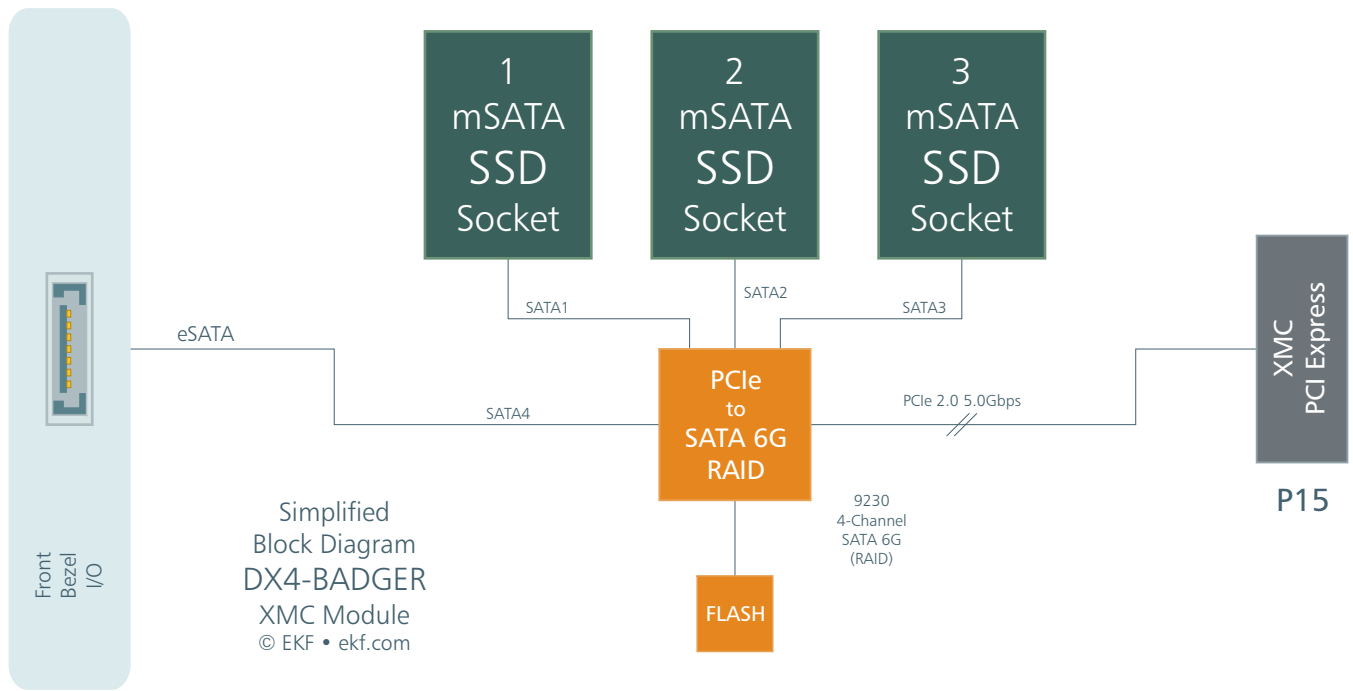 1
mSATA
SSD
Socket
2
mSATA
SSD
Socket
3
mSATA
SSD
Socket
SATA1
SATA2
SATA3
eSATA
SATA4
PCIe
to
SATA 6G
RAID
PCIe 2.0 5.0Gbps
XMC
PCI Express
P15
9230
4-Channel
SATA 6G
(RAID)
FLASH
Front
Bezel
I/O
Simplified
Block Diagram
DX4-BADGER
XMC Module
© EKF • ekf.com